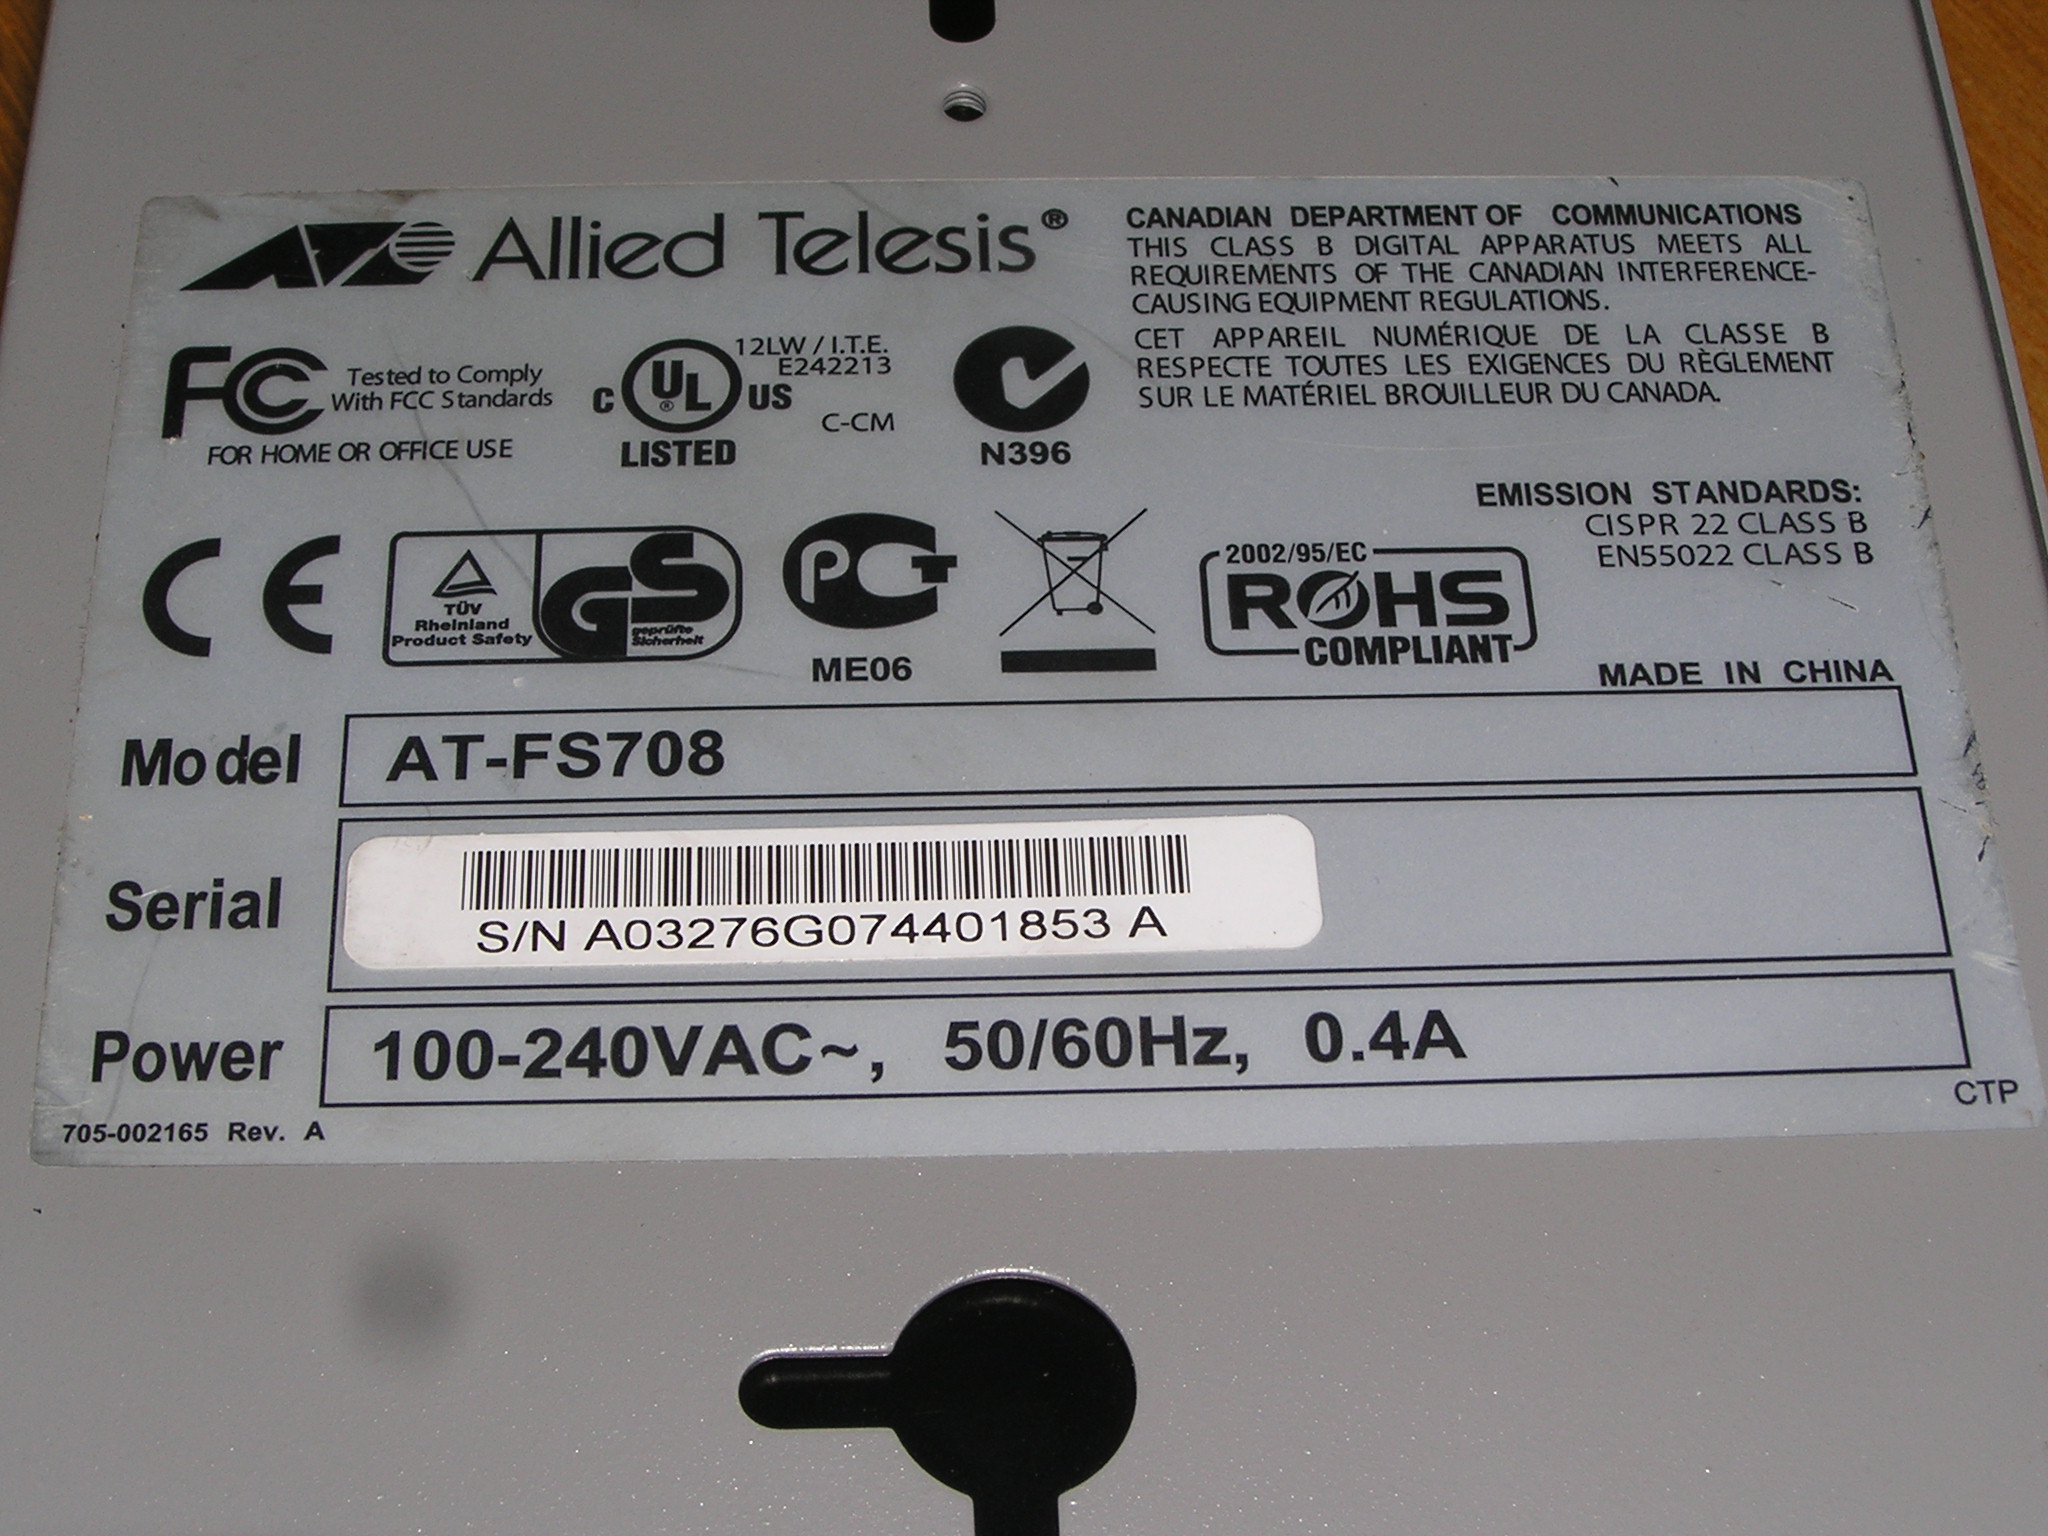 Allied Telesis®
CANADIAN DEPARTMENT OF COMMUNICATIONS
THIS CLASS B DIGITAL APPARATUS MEETS ALL
REQUIREMENTS OF THE CANADIAN INTERFERENCE-
CAUSING EQUIPMENT REGULATIONS.
CET APPAREIL NUMÉRIQUE DE LA CLASSE B
RESPECTE TOUTES LES EXIGENCES DU RÈGLEMENT
SUR LE MATÉRIEL BROUILLEUR DU CANADA.
FC Tested to Comply
With FCC Standards
FOR HOME OR OFFICE USE
C UL® US
LISTED
12LW / I.T.E.
E242213
C-CM
N396
EMISSION STANDARDS:
CISPR 22 CLASS B
EN55022 CLASS B
CE
TÜV
Rheinland
Product Safety
GS
geprüfte
Sicherheit
PCT
ME06
2002/95/EC
ROHS
COMPLIANT
MADE IN CHINA
Model AT-FS708
Serial S/N A03276G074401853 A
Power 100-240VAC~, 50/60Hz, 0.4A
CTP
705-002165 Rev. A